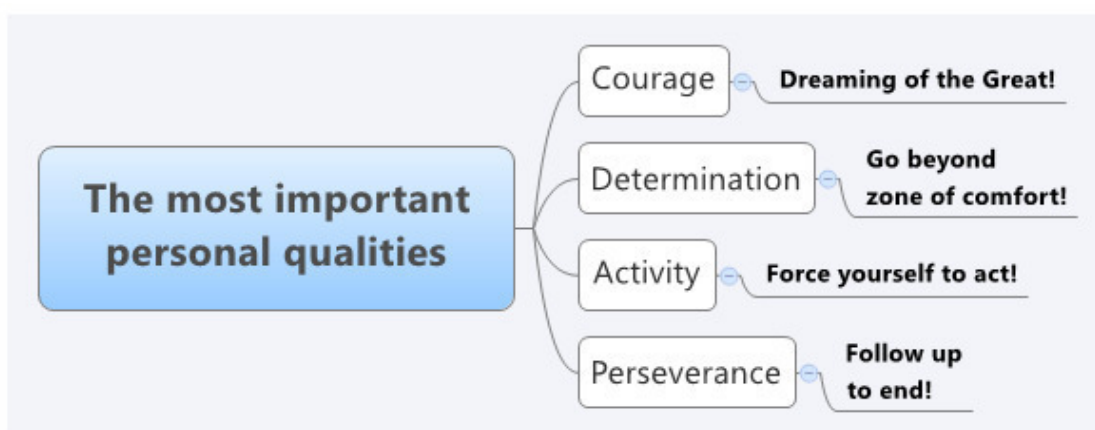 The most important
personal qualities
Courage
Dreaming of the Great!
Determination
Go beyond
zone of comfort!
Activity
Force yourself to act!
Perseverance
Follow up
to end!